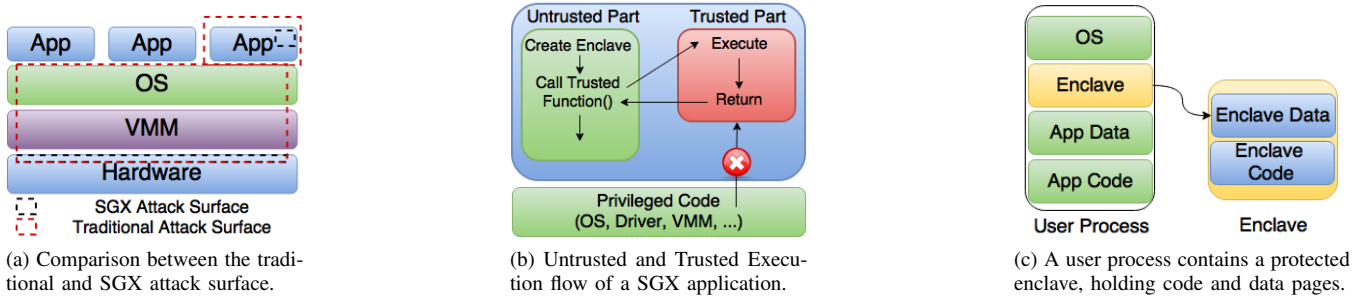 App
App
App
OS
VMM
Hardware
SGX Attack Surface
Traditional Attack Surface
(a) Comparison between the tradi-
tional and SGX attack surface.
Untrusted Part
Trusted Part
Create Enclave
Call Trusted
Function()
Execute
Return
Privileged Code
(OS, Driver, VMM, ...)
(b) Untrusted and Trusted Execu-
tion flow of a SGX application.
OS
Enclave
App Data
App Code
User Process
Enclave Data
Enclave
Code
Enclave
(c) A user process contains a protected
enclave, holding code and data pages.